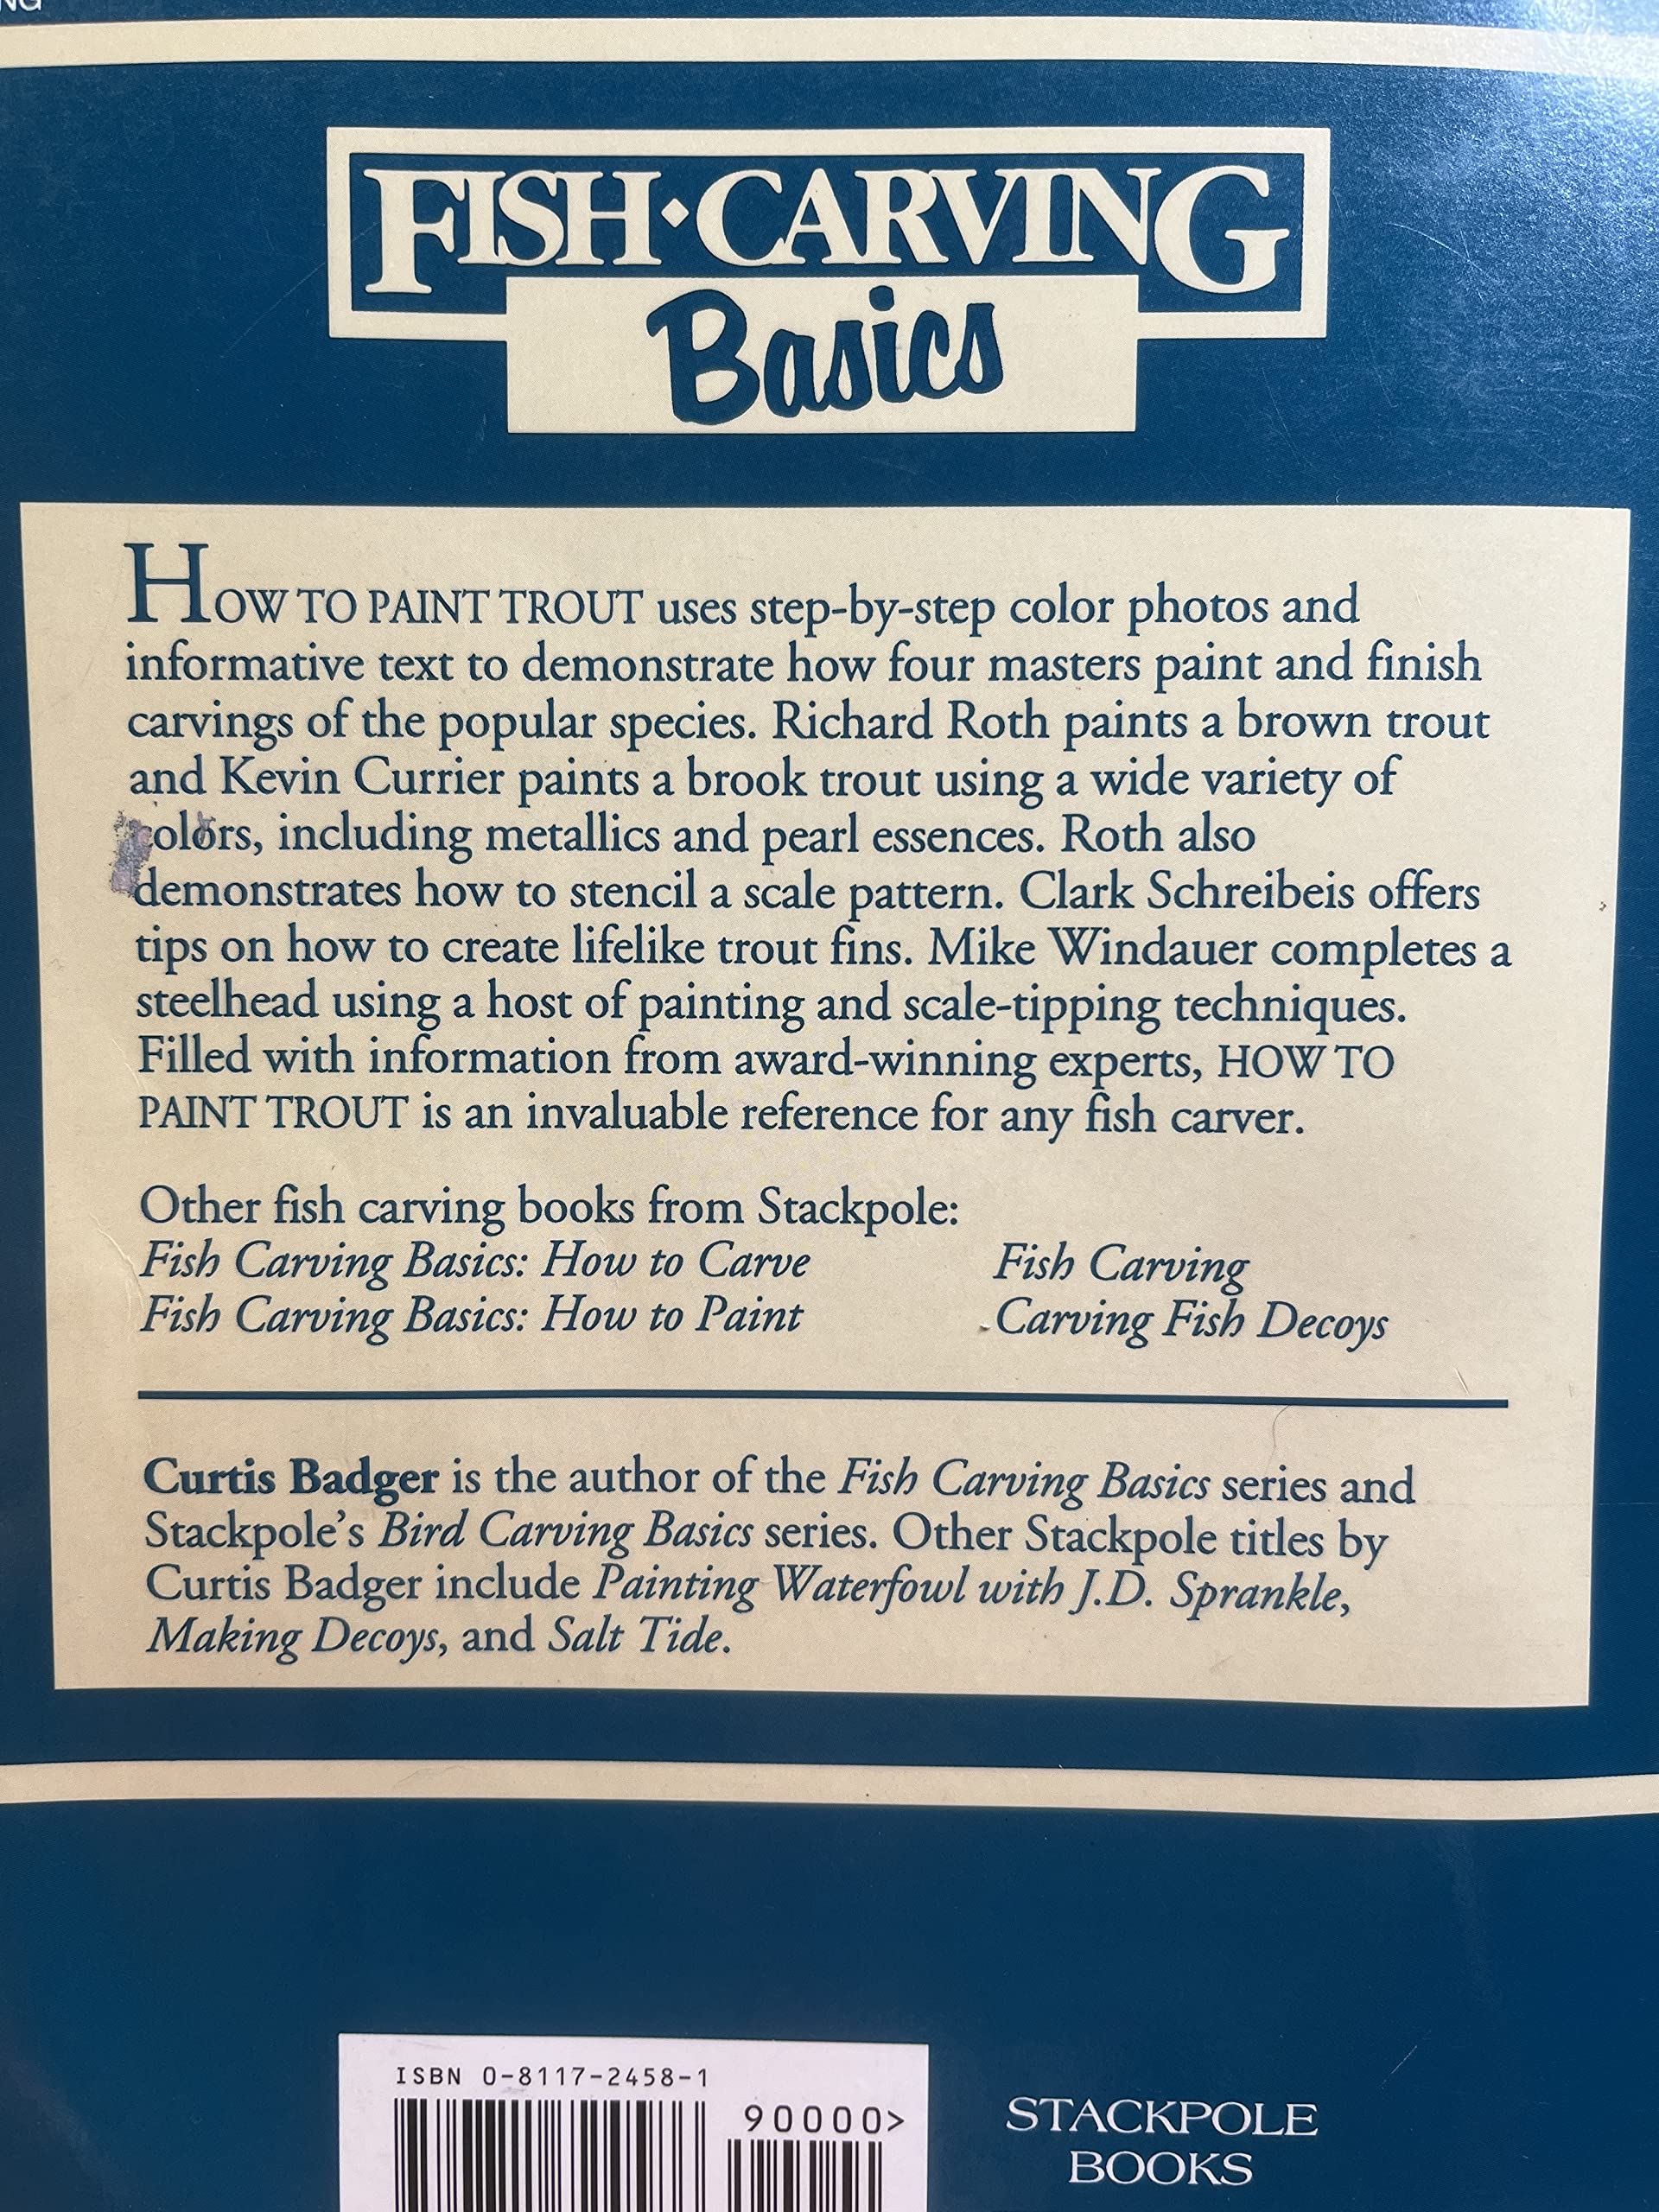 NG
FISH·CARVING
Basics
HOW TO PAINT TROUT uses step-by-step color photos and
informative text to demonstrate how four masters paint and finish
carvings of the popular species. Richard Roth paints a brown trout
and Kevin Currier paints a brook trout using a wide variety of
colors, including metallics and pearl essences. Roth also
demonstrates how to stencil a scale pattern. Clark Schreibeis offers
tips on how to create lifelike trout fins. Mike Windauer completes a
steelhead using a host of painting and scale-tipping techniques.
Filled with information from award-winning experts, HOW TO
PAINT TROUT is an invaluable reference for any fish carver.
Other fish carving books from Stackpole:
Fish Carving Basics: How to Carve Fish Carving
Fish Carving Basics: How to Paint Carving Fish Decoys
Curtis Badger is the author of the Fish Carving Basics series and
Stackpole's Bird Carving Basics series. Other Stackpole titles by
Curtis Badger include Painting Waterfowl with J.D. Sprankle,
Making Decoys, and Salt Tide.
ISBN 0-8117-2458-1
90000>
STACKPOLE
BOOKS